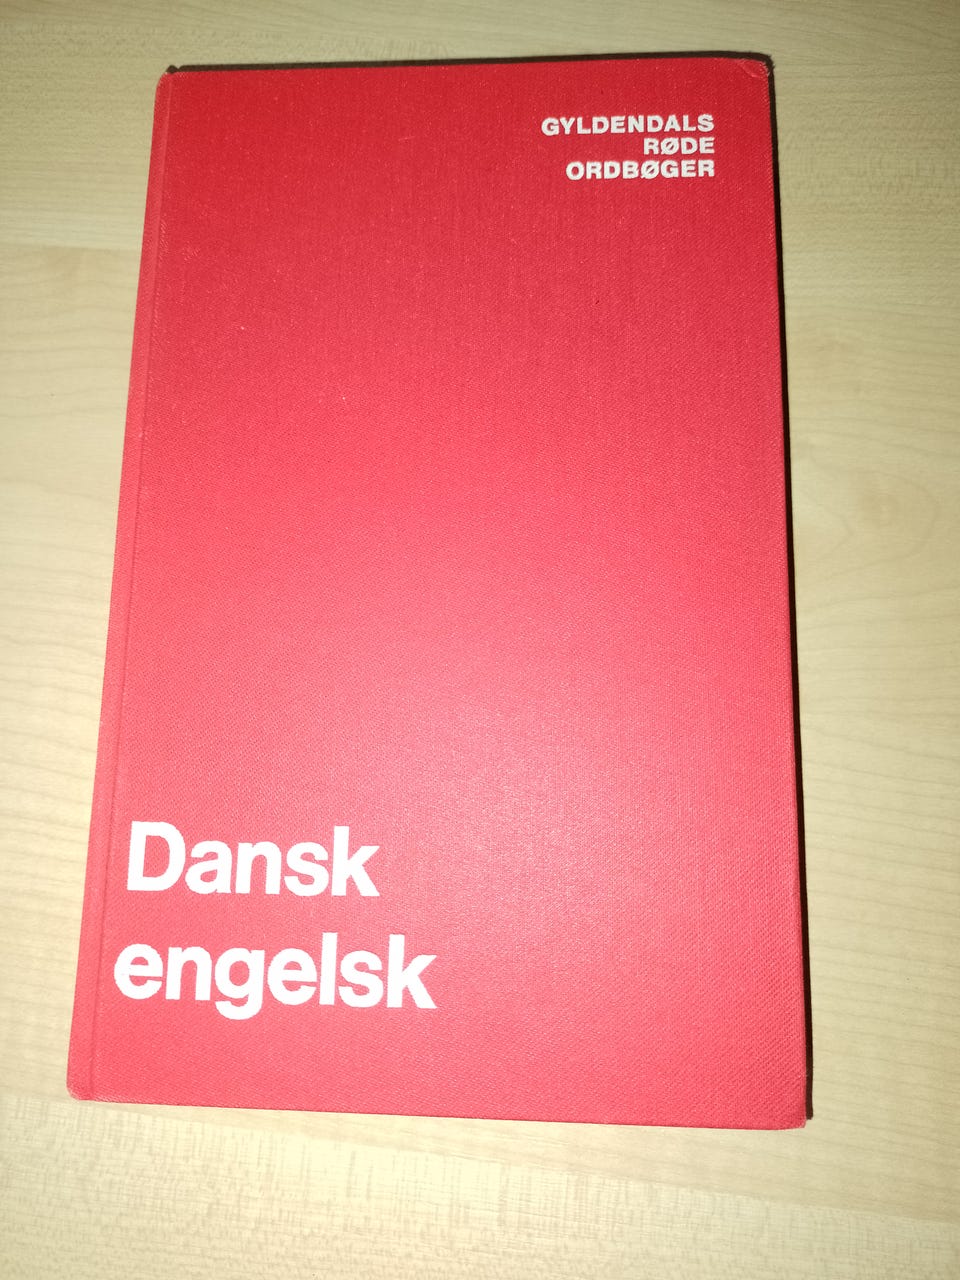 GYLDENDALS
RØDE
ORDBØGER
Dansk
engelsk